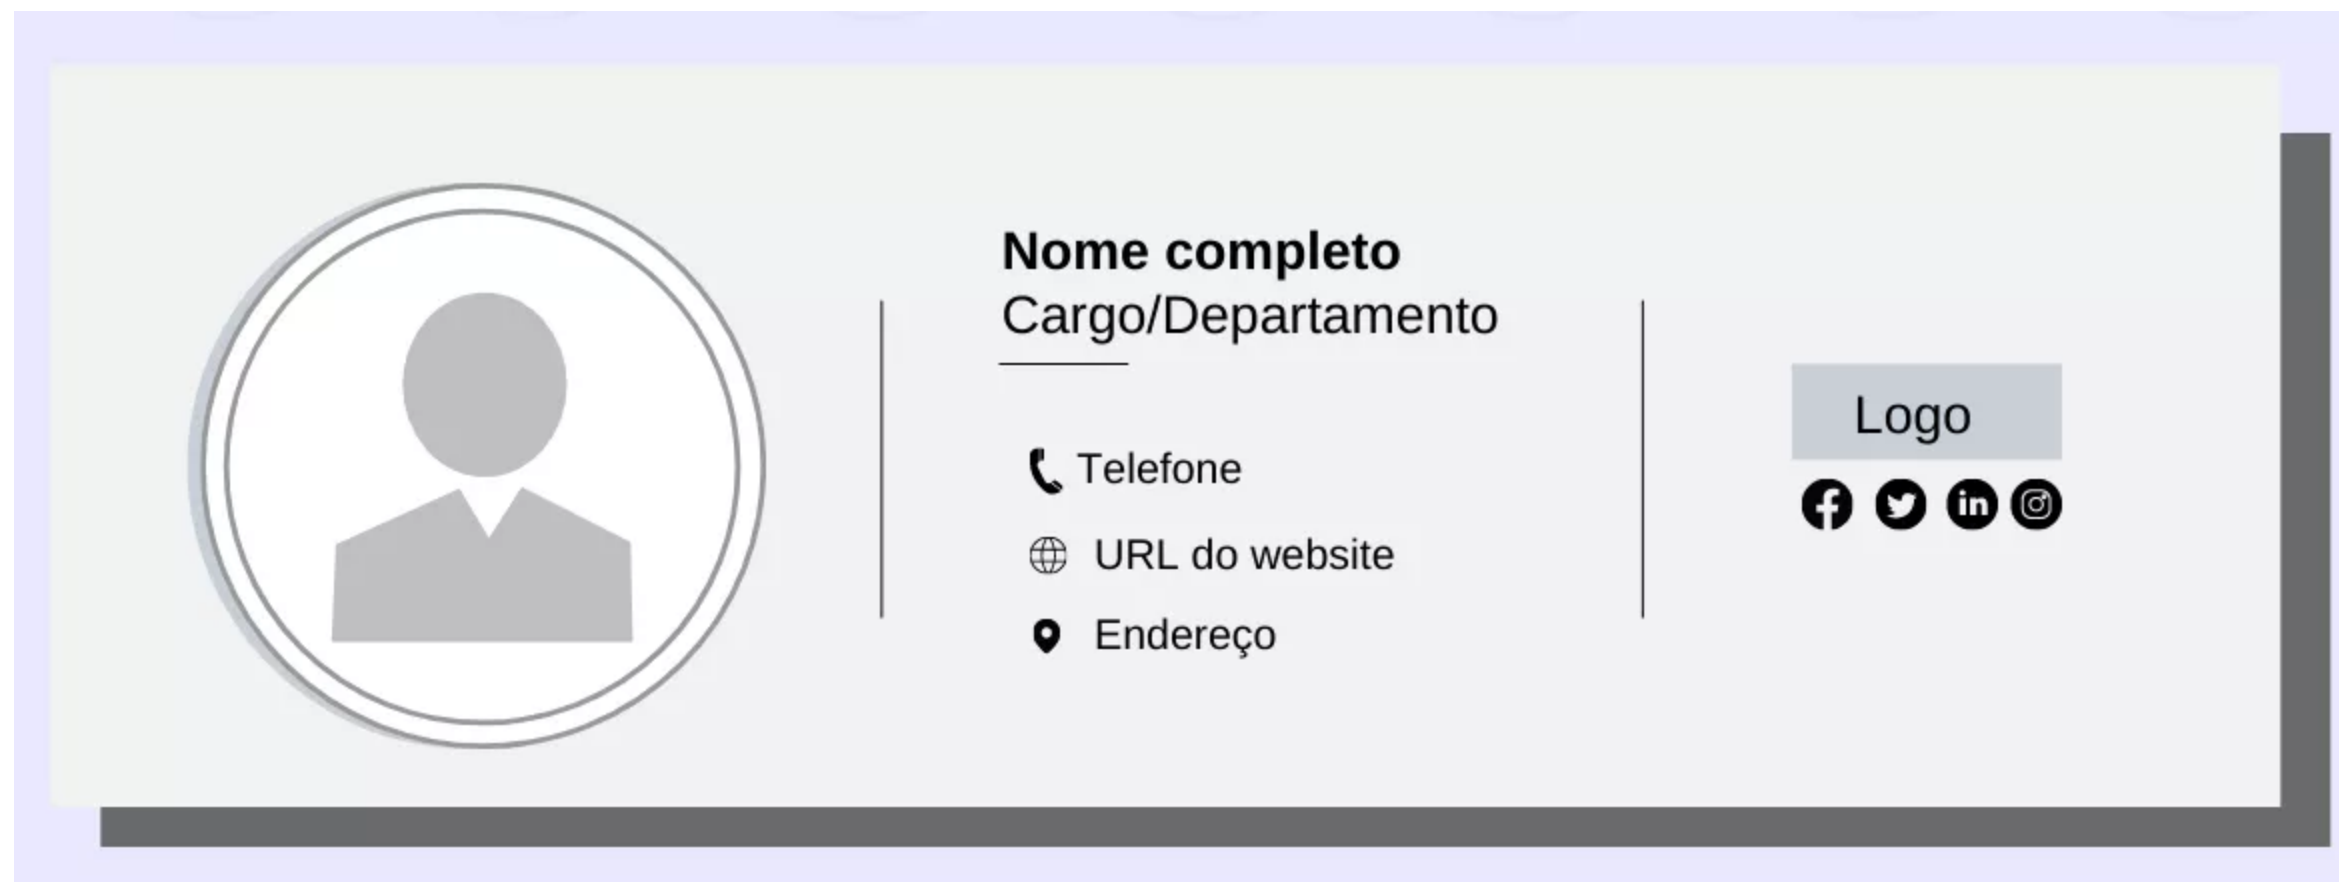 Nome completo
Cargo/Departamento
Telefone
URL do website
Endereço
Logo